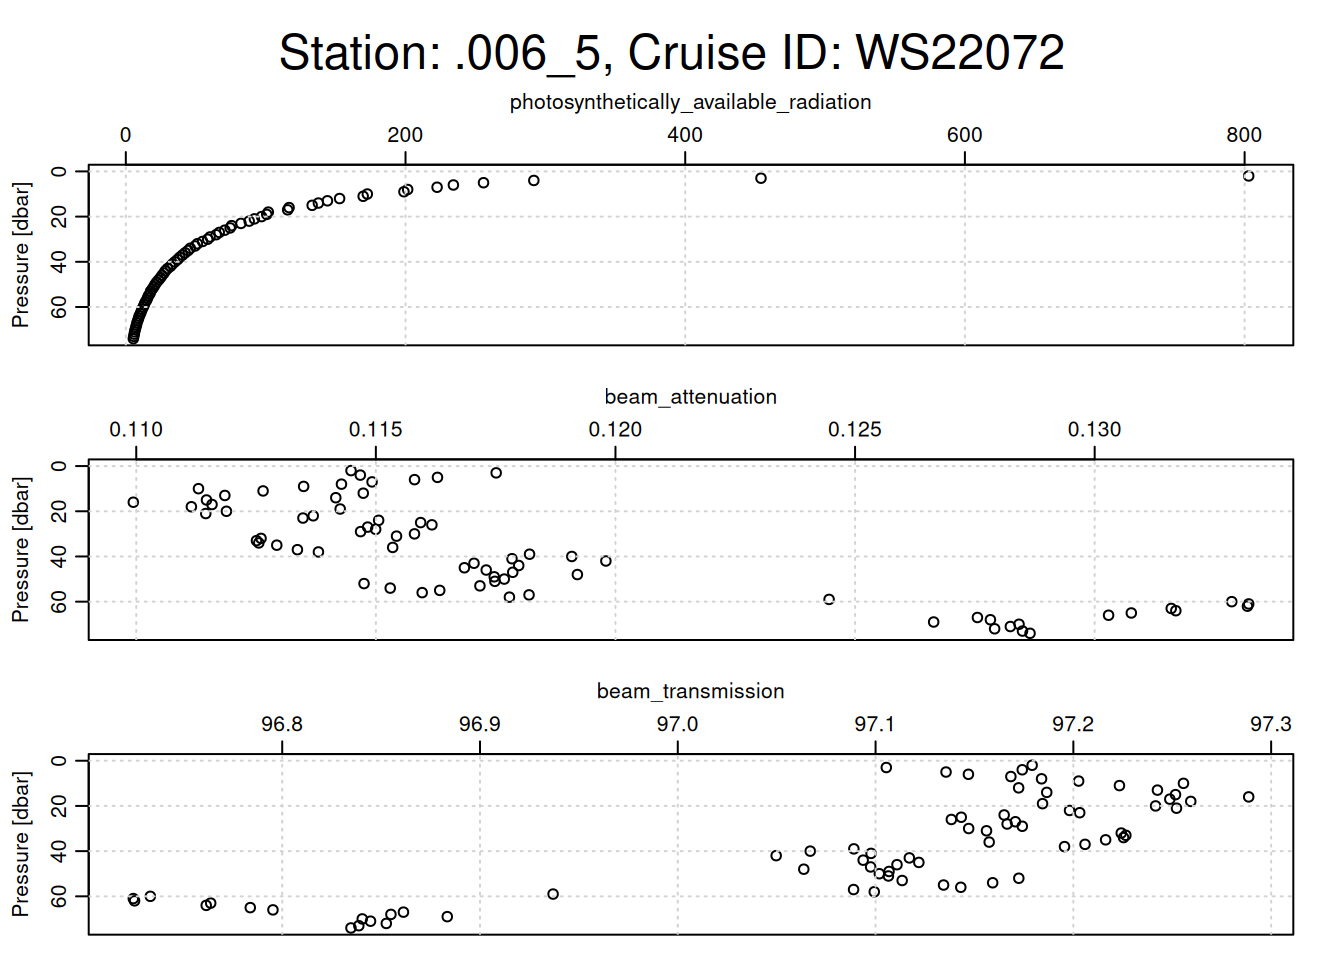 Station: .006_5, Cruise ID: WS22072
photosynthetically_available_radiation
0 200 400 600 800
Pressure [dbar]
0
20
40
60
beam_attenuation
0.110 0.115 0.120 0.125 0.130
Pressure [dbar]
0
20
40
60
beam_transmission
96.8 96.9 97.0 97.1 97.2 97.3
Pressure [dbar]
0
20
40
60